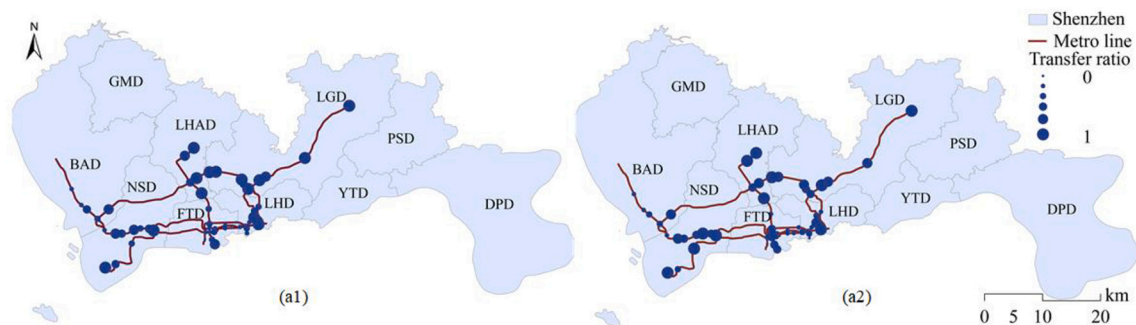 N
GMD
LHAD
LGD
PSD
BAD
NSD
FTD
LHD
YTD
DPD
(a1)
GMD
LHAD
LGD
PSD
BAD
NSD
FTD
LHD
YTD
DPD
(a2)
Shenzhen
Metro line
Transfer ratio
0
1
km
0 5 10 20